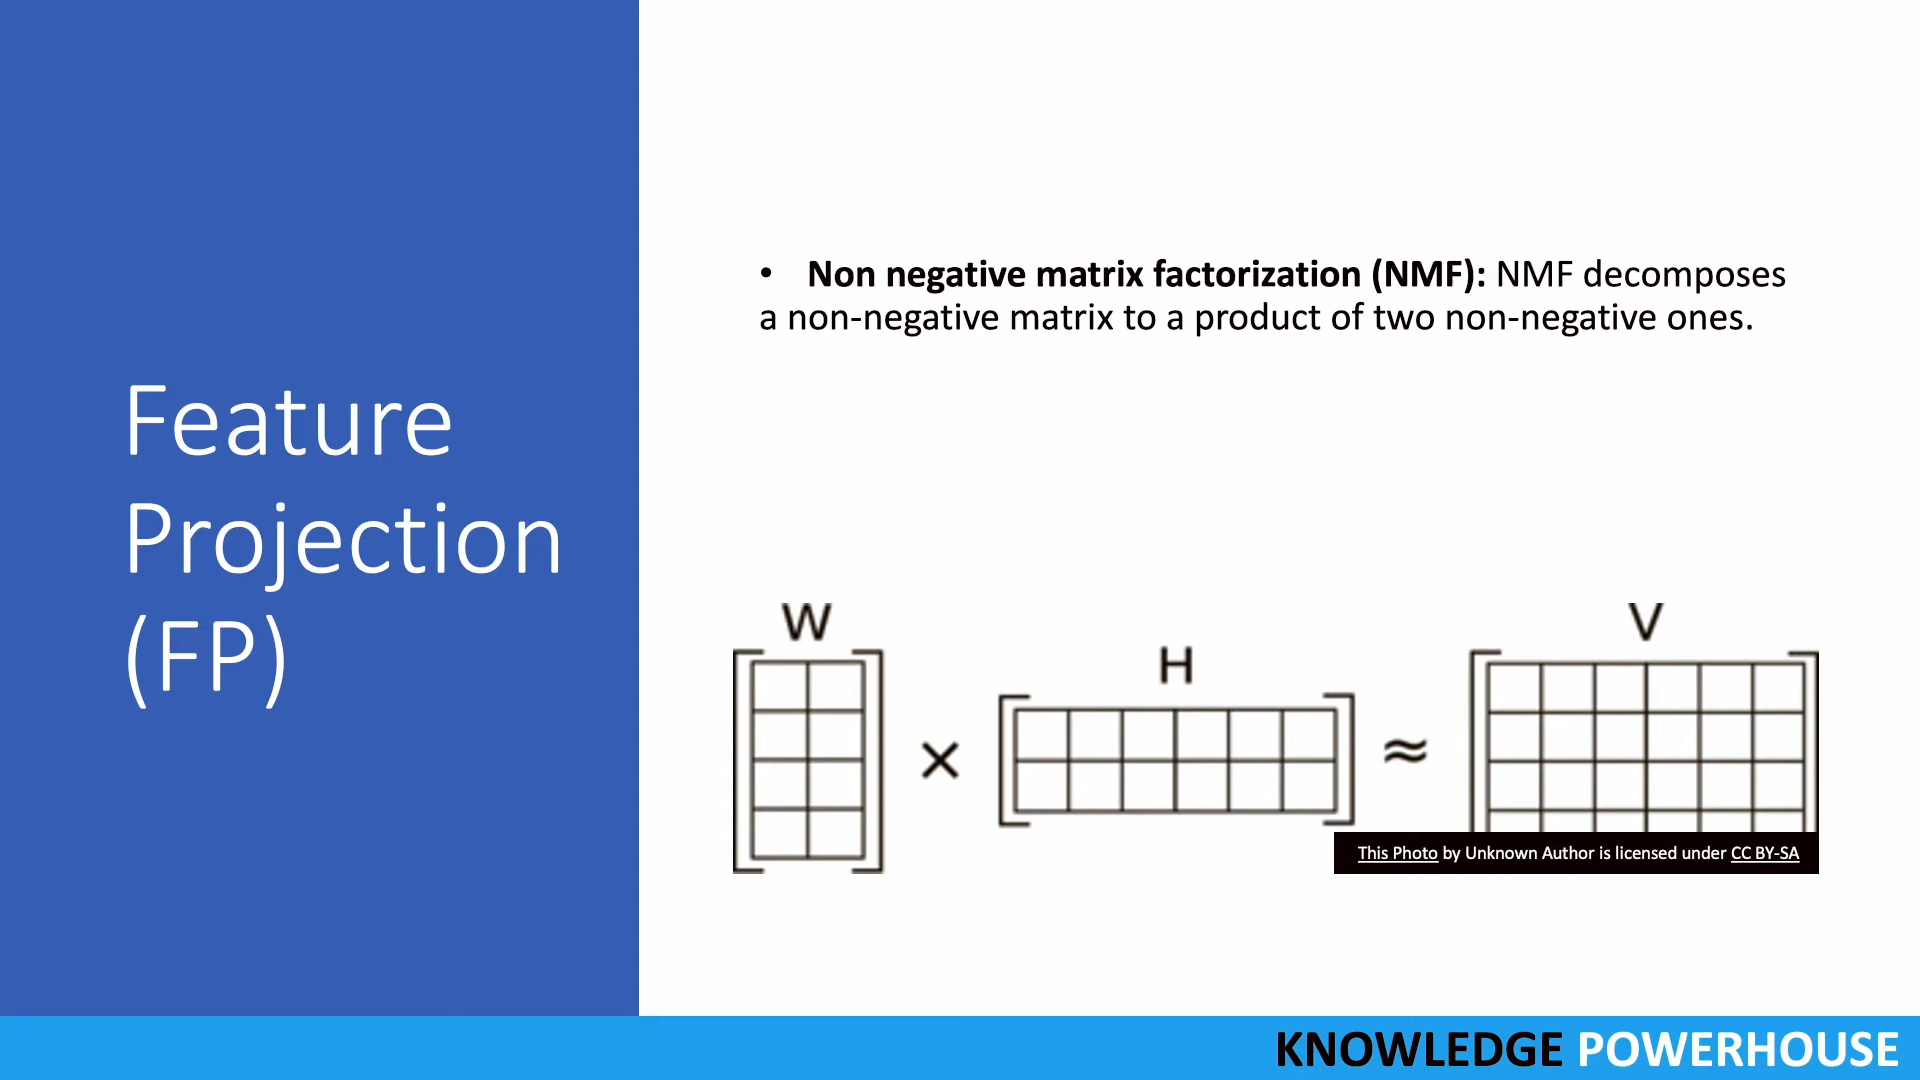 Feature
Projection
(FP)
• Non negative matrix factorization (NMF): NMF decomposes
a non-negative matrix to a product of two non-negative ones.
W
×
H
≈
V
This Photo by Unknown Author is licensed under CC BY-SA
KNOWLEDGE POWERHOUSE